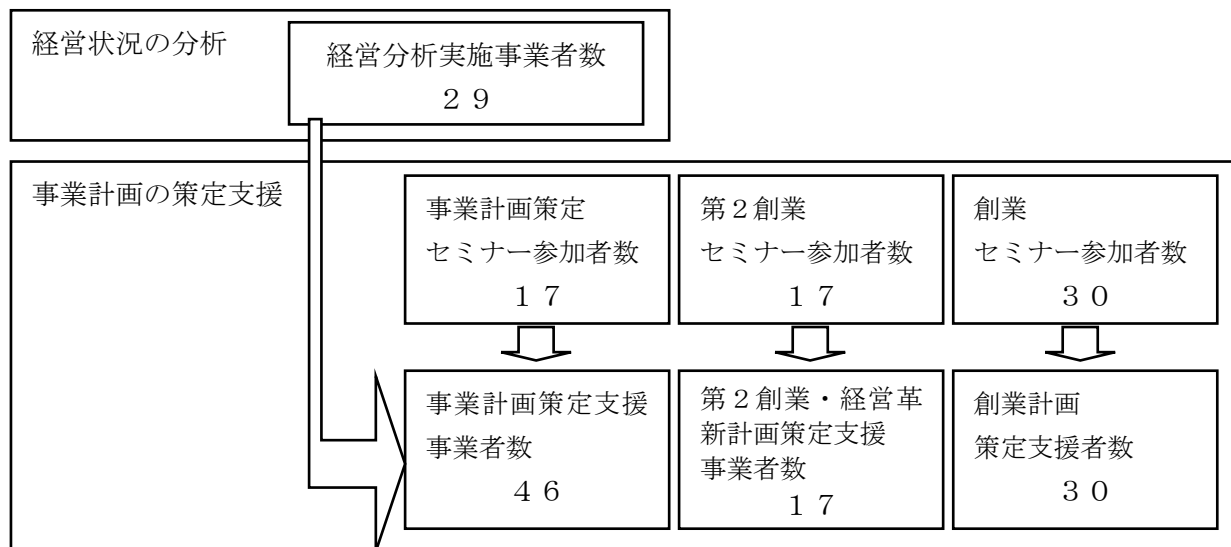 経営状況の分析
経営分析実施事業者数
２９
事業計画の策定支援
事業計画策定
セミナー参加者数
１７
第２創業
セミナー参加者数
１７
創業
セミナー参加者数
３０
事業計画策定支援
事業者数
４６
第２創業・経営革
新計画策定支援
事業者数
１７
創業計画
策定支援者数
３０